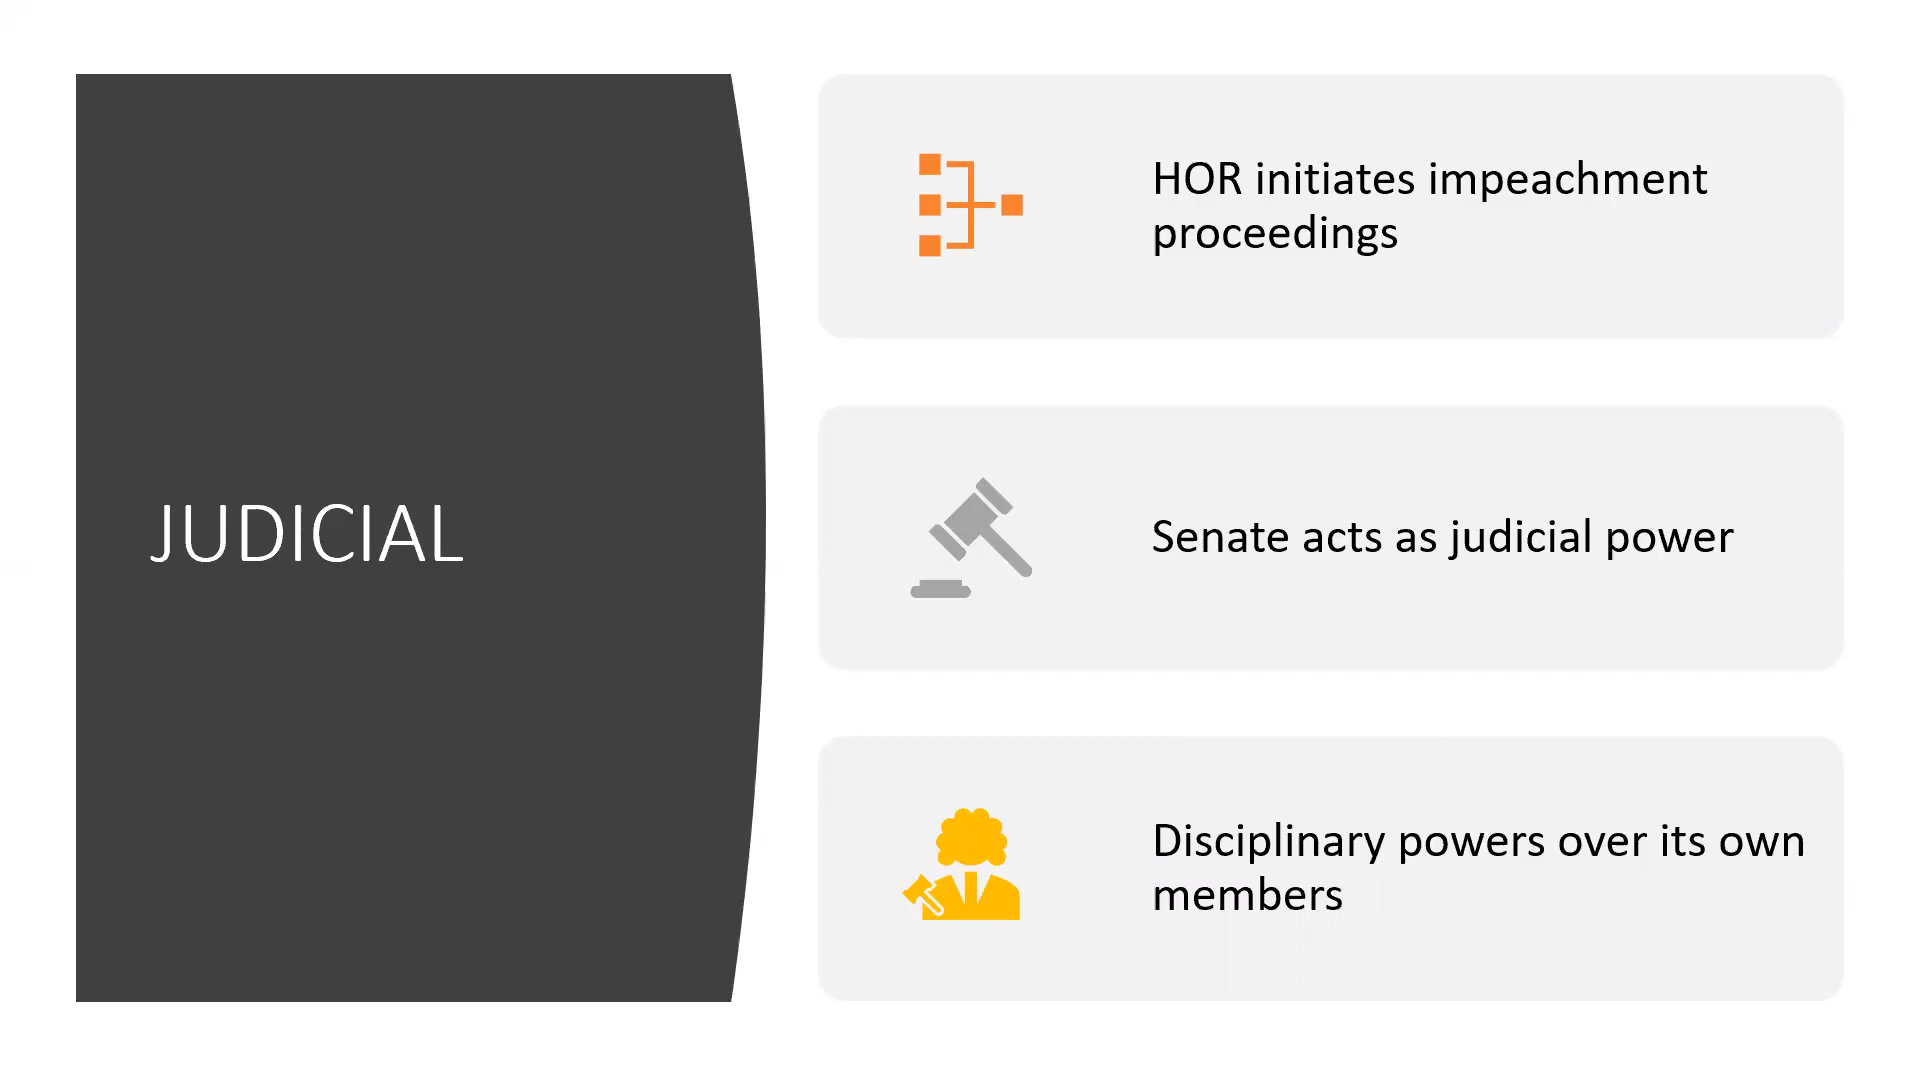 JUDICIAL
HOR initiates impeachment
proceedings
Senate acts as judicial power
Disciplinary powers over its own
members